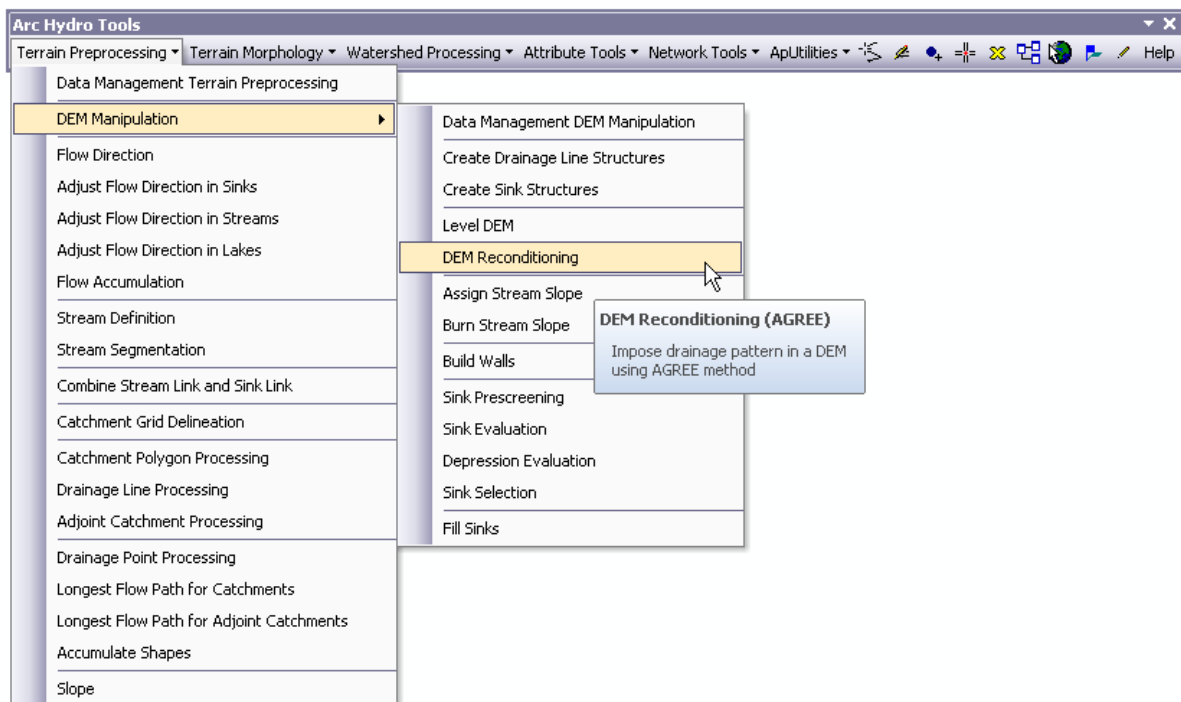 Arc Hydro Tools
Terrain Preprocessing Terrain Morphology Watershed Processing Attribute Tools Network Tools ApUtilities Help
Data Management Terrain Preprocessing
DEM Manipulation
Flow Direction
Adjust Flow Direction in Sinks
Adjust Flow Direction in Streams
Adjust Flow Direction in Lakes
Flow Accumulation
Stream Definition
Stream Segmentation
Combine Stream Link and Sink Link
Catchment Grid Delineation
Catchment Polygon Processing
Drainage Line Processing
Adjoint Catchment Processing
Drainage Point Processing
Longest Flow Path for Catchments
Longest Flow Path for Adjoint Catchments
Accumulate Shapes
Slope
Data Management DEM Manipulation
Create Drainage Line Structures
Create Sink Structures
Level DEM
DEM Reconditioning
Assign Stream Slope
Burn Stream Slope
Build Walls
Sink Prescreening
Sink Evaluation
Depression Evaluation
Sink Selection
Fill Sinks
DEM Reconditioning (AGREE)
Impose drainage pattern in a DEM
using AGREE method